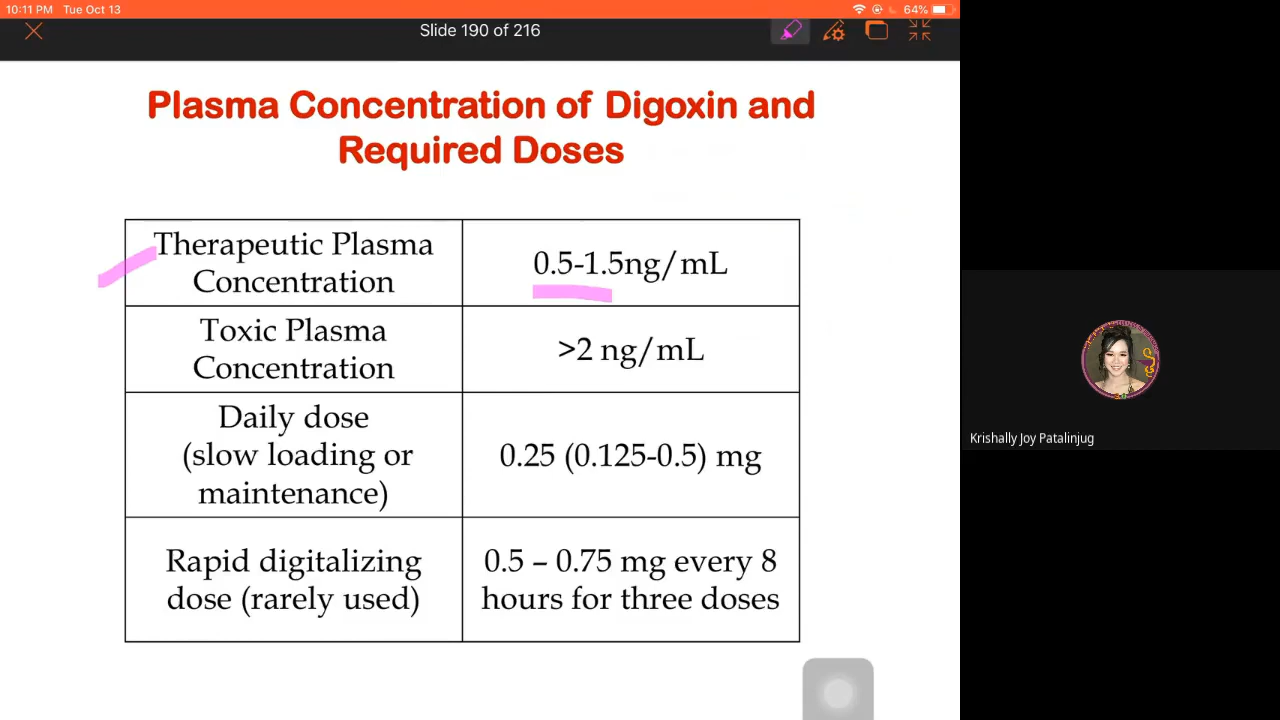 10:11 PM Tue Oct 13
64%
Slide 190 of 216
Plasma Concentration of Digoxin and
Required Doses
Therapeutic Plasma
Concentration
0.5-1.5ng/mL
Toxic Plasma
Concentration
>2 ng/mL
Daily dose
(slow loading or
maintenance)
0.25 (0.125-0.5) mg
Rapid digitalizing
dose (rarely used)
0.5 – 0.75 mg every 8
hours for three doses
Krishally Joy Patalinjug